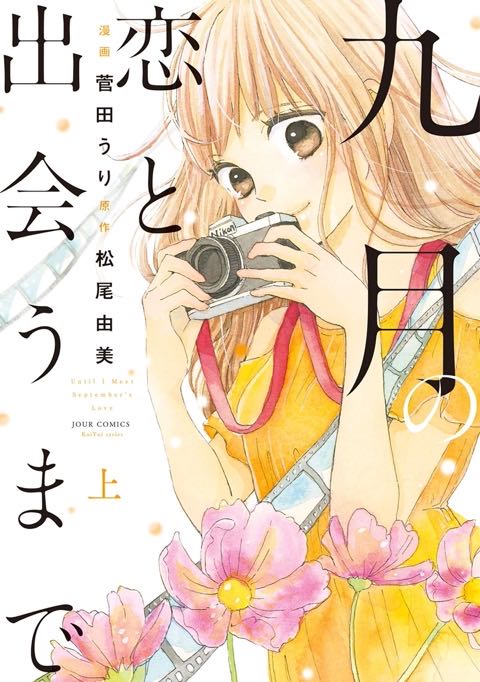 九月の
恋と
出会うまで
漫画 菅田うり 原作 松尾由美
Until I Meet
September's
Love
JOUR COMICS
KoiYui series
上
Nikon